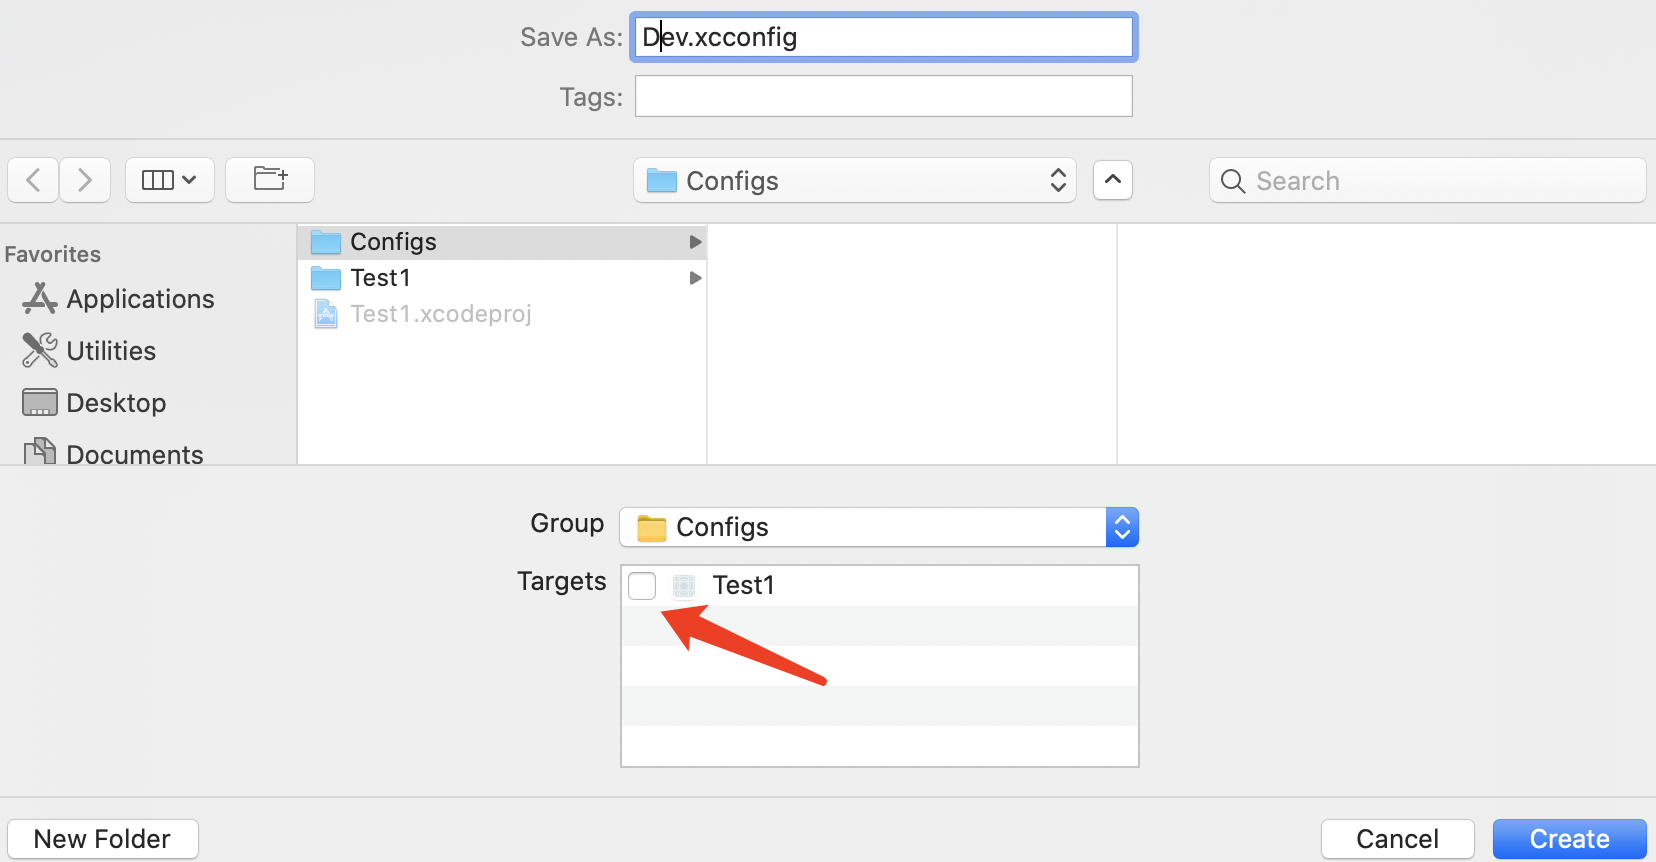 Save As: Dev.xcconfig
Tags:
Configs
Search
Favorites
Applications
Utilities
Desktop
Documents
Configs
Test1
Test1.xcodeproj
Group Configs
Targets Test1
New Folder
Cancel
Create